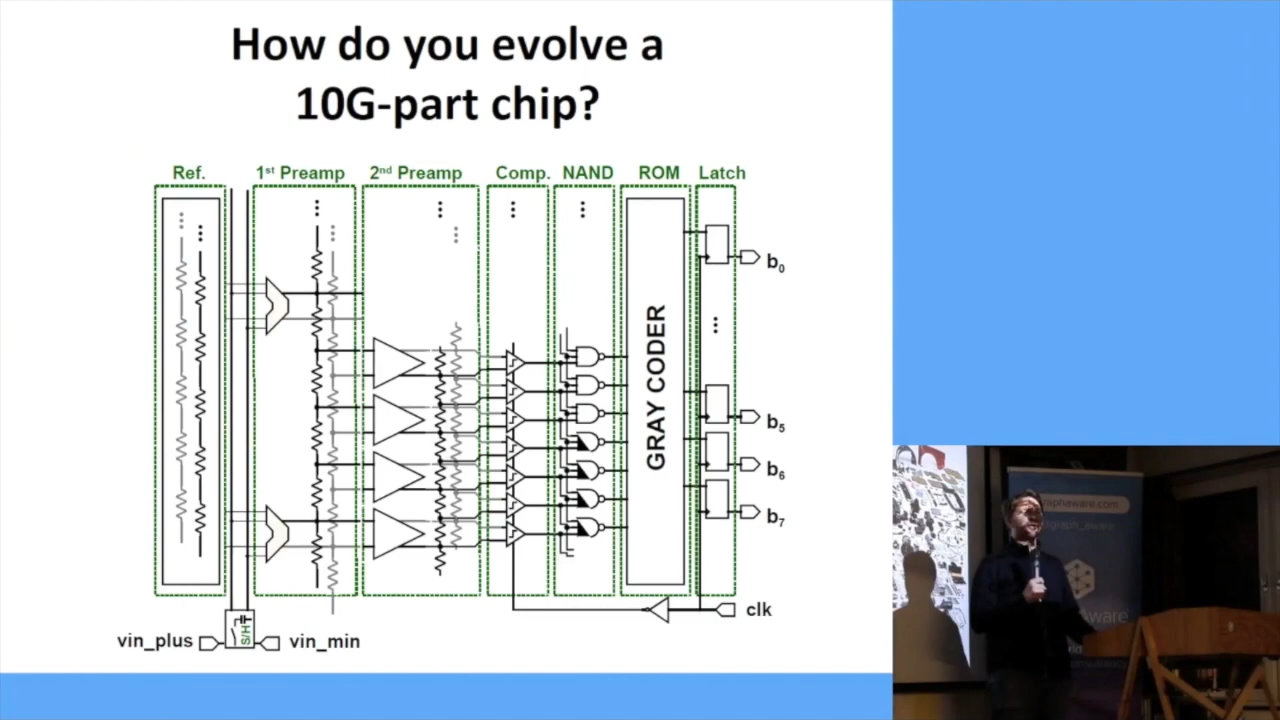 How do you evolve a
10G-part chip?
Ref.
1st Preamp
2nd Preamp
Comp.
NAND
ROM
Latch
GRAY CODER
b0
b5
b6
b7
clk
vin_plus
S/H
vin_min